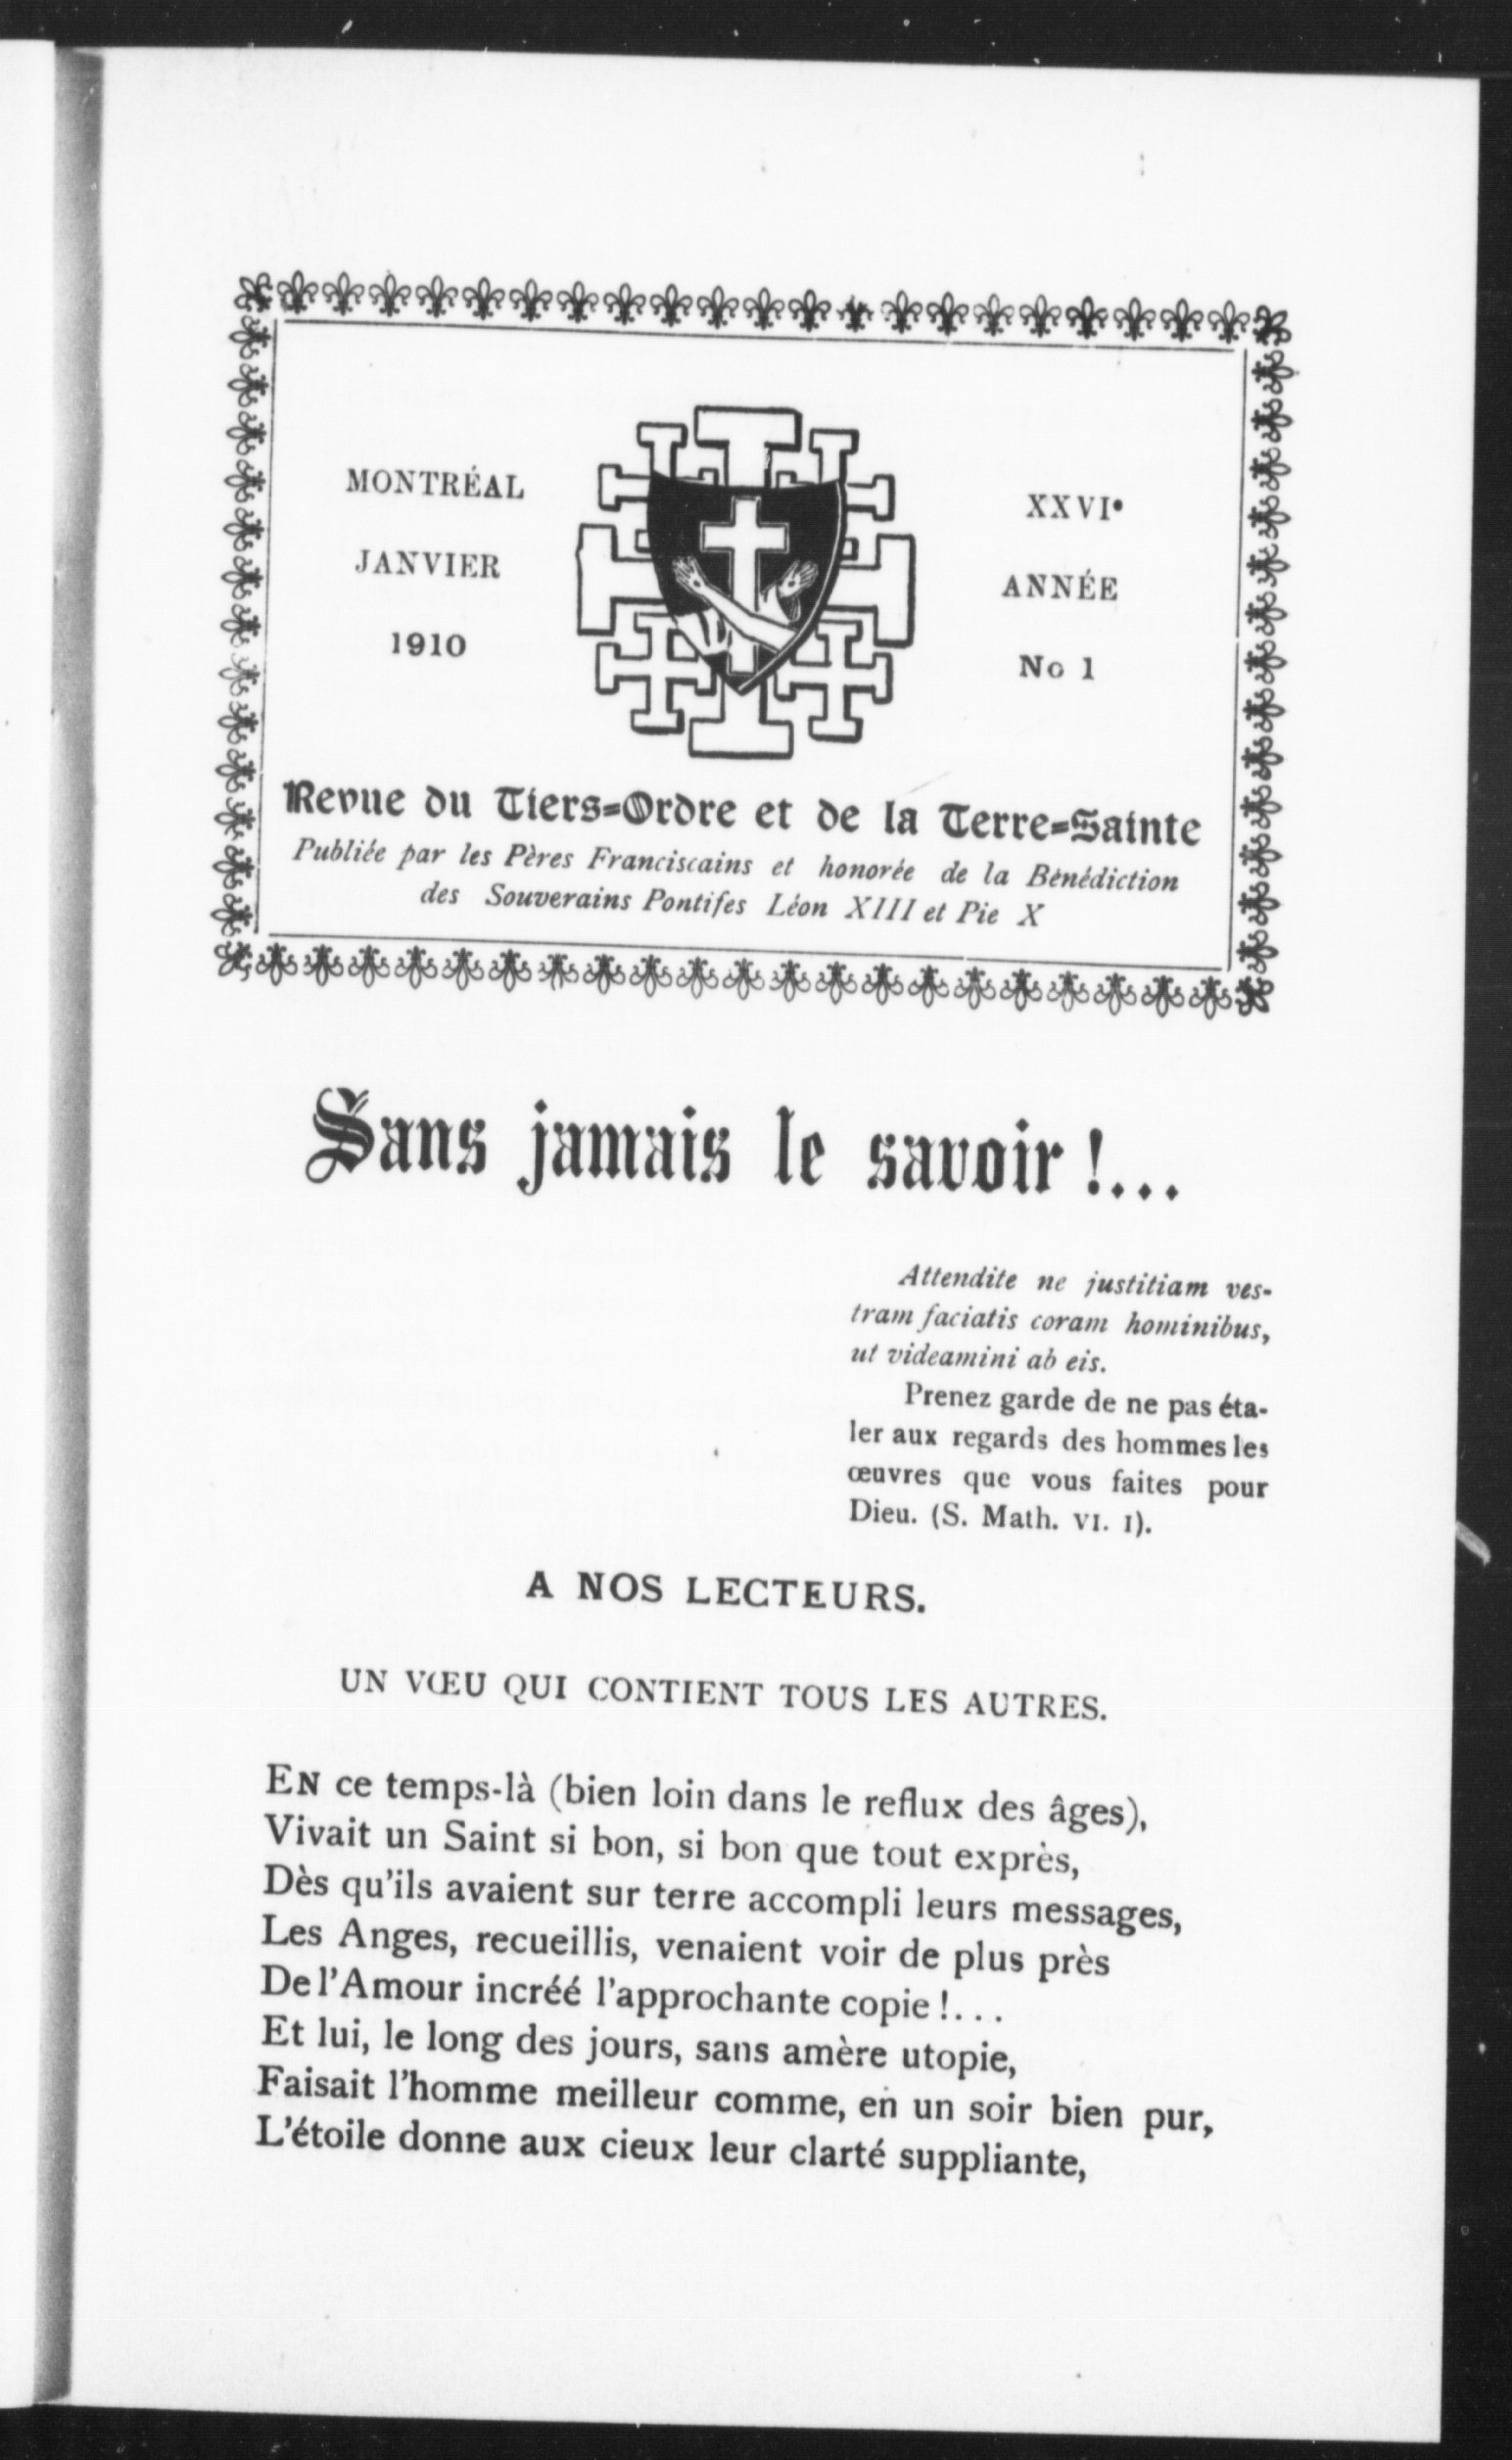 MONTRÉAL
JANVIER
1910
XXVIe
ANNÉE
No 1
Revue du Tiers-Ordre et de la Terre-Sainte
Publiée par les Pères Franciscains et honorée de la Bénédiction
des Souverains Pontifes Léon XIII et Pie X
Sans jamais le savoir !...
Attendite ne justitiam ves-
tram faciatis coram hominibus,
ut videamini ab eis.
Prenez garde de ne pas éta-
ler aux regards des hommes les
œuvres que vous faites pour
Dieu. (S. Math. VI. 1).
A NOS LECTEURS.
UN VŒU QUI CONTIENT TOUS LES AUTRES.
EN ce temps-là (bien loin dans le reflux des âges),
Vivait un Saint si bon, si bon que tout exprès,
Dès qu'ils avaient sur terre accompli leurs messages,
Les Anges, recueillis, venaient voir de plus près
De l'Amour incréé l'approchante copie !...
Et lui, le long des jours, sans amère utopie,
Faisait l'homme meilleur comme, en un soir bien pur,
L'étoile donne aux cieux leur clarté suppliante,